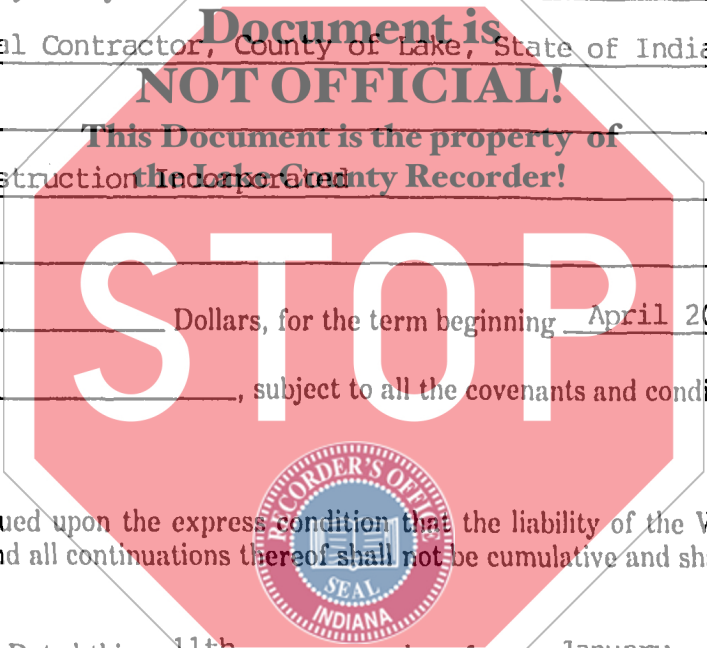 Document is
al Contractor, County of Lake, State of India
NOT OFFICIAL!
This Document is the property of
the Lake County Recorder!
struction Incorporated
STOP
Dollars, for the term beginning April 20
, subject to all the covenants and condi
RECORDER'S OFFICE
ued upon the express condition that the liability of the V
nd all continuations thereof shall not be cumulative and sh
SEAL
INDIANA
11th January